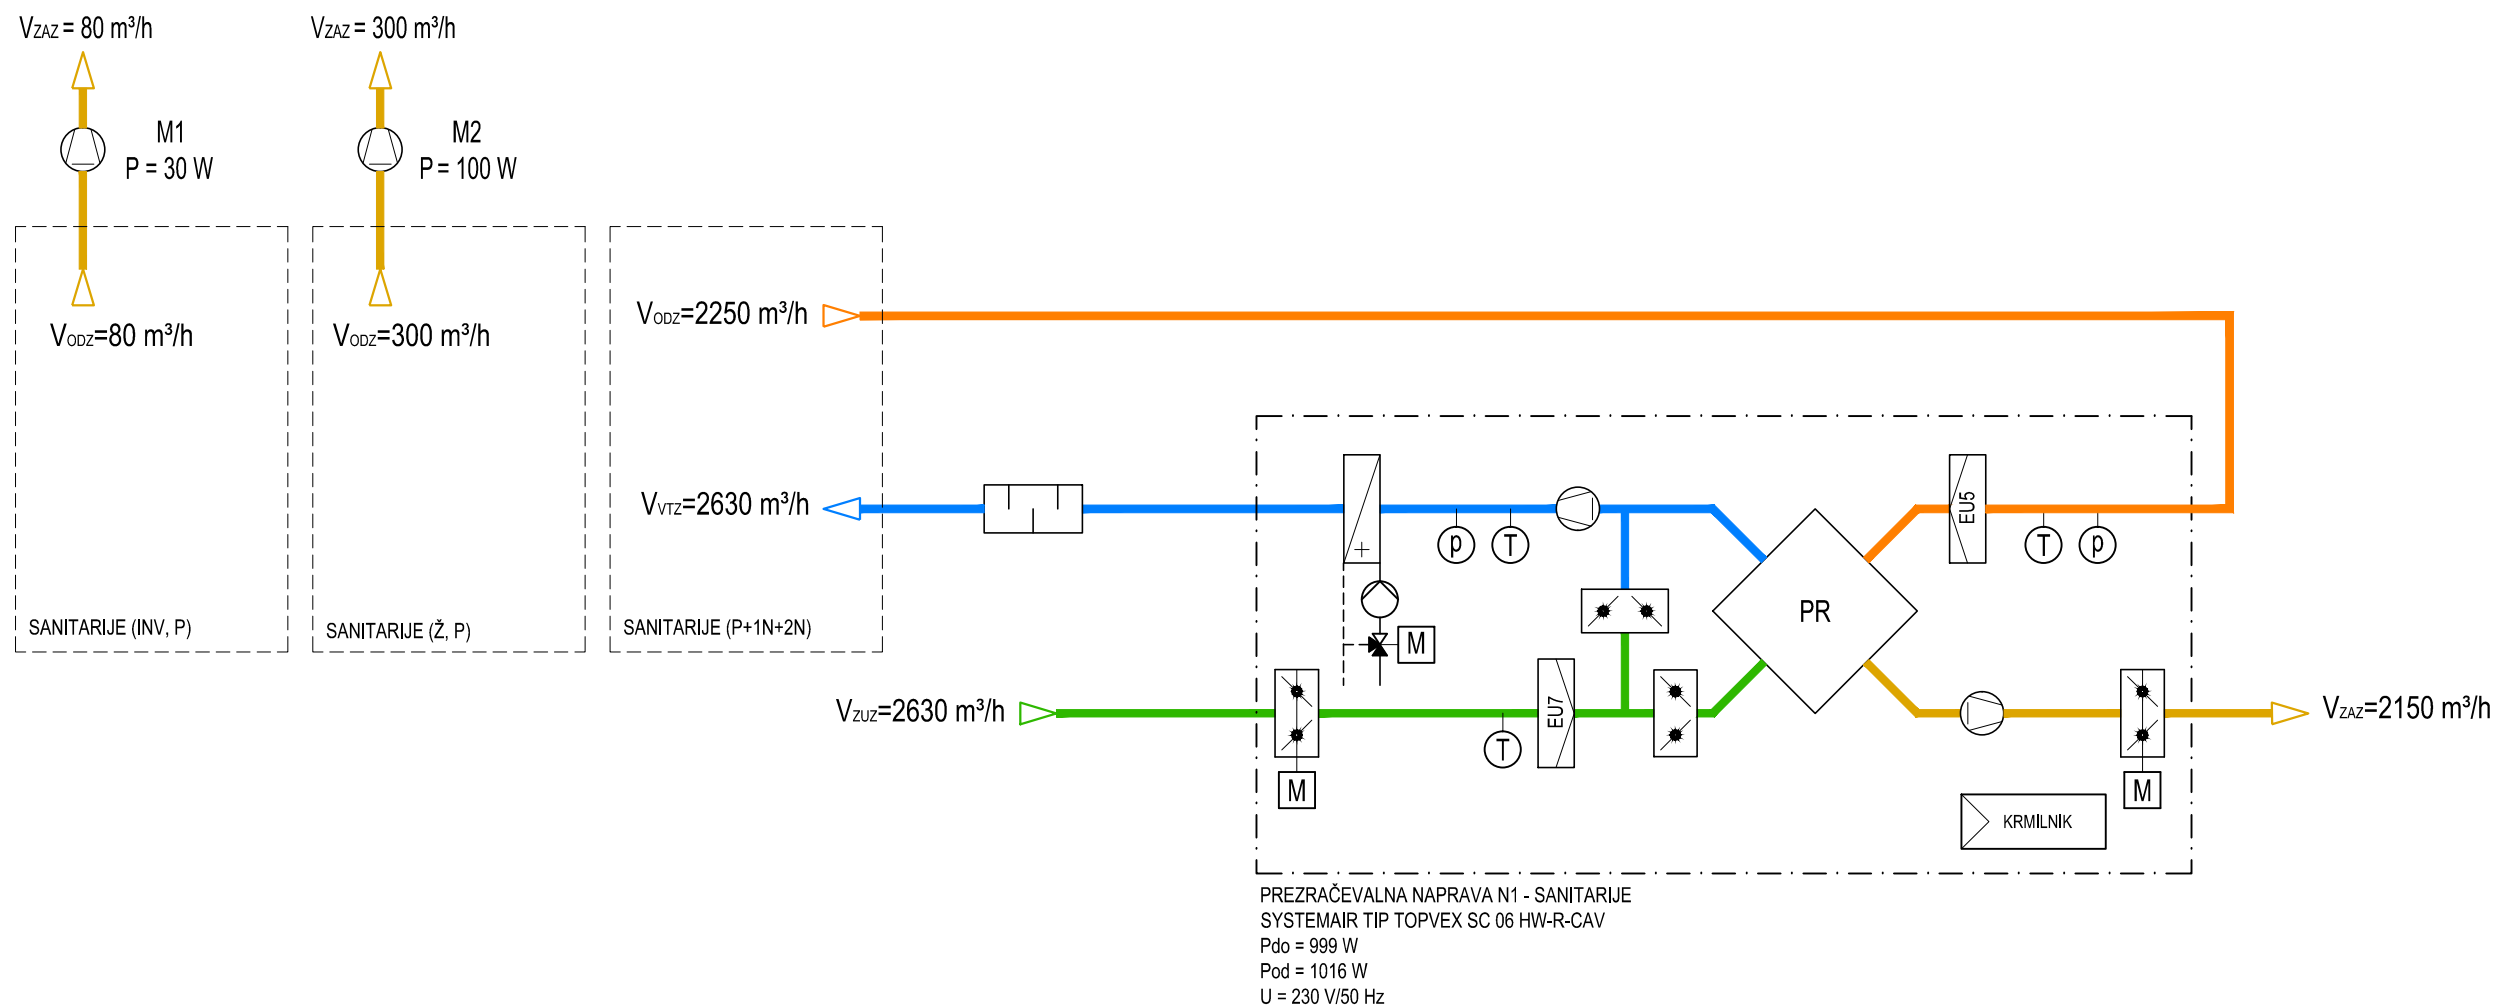 VZAZ = 80 m³/h
VZAZ = 300 m³/h
M1
P = 30 W
M2
P = 100 W
VODZ=80 m³/h
VODZ=300 m³/h
VODZ=2250 m³/h
VVTZ=2630 m³/h
SANITARIJE (INV, P)
SANITARIJE (Ž, P)
SANITARIJE (P+1N+2N)
VZUZ=2630 m³/h
p
T
EU5
T
p
PR
M
EU7
T
M
M
VZAZ=2150 m³/h
KRMILNIK
PREZRAČEVALNA NAPRAVA N1 - SANITARIJE
SYSTEMAIR TIP TOPVEX SC 06 HW-R-CAV
Pdo = 999 W
Pod = 1016 W
U = 230 V/50 Hz